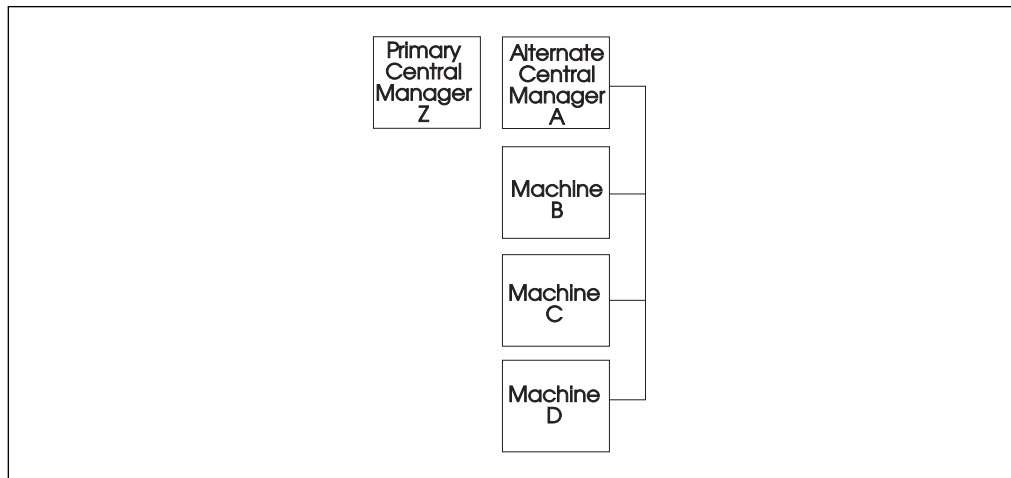 Primary
Central
Manager
Z
Alternate
Central
Manager
A
Machine
B
Machine
C
Machine
D